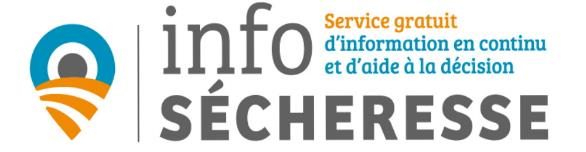 info
Service gratuit
d'information en continu
et d'aide à la décision
SÉCHERESSE